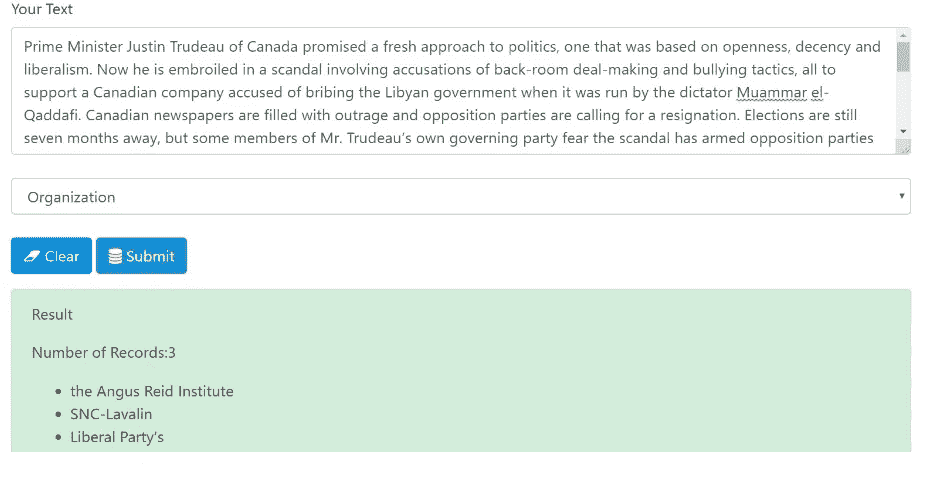 Your Text
Prime Minister Justin Trudeau of Canada promised a fresh approach to politics, one that was based on openness, decency and
liberalism. Now he is embroiled in a scandal involving accusations of back-room deal-making and bullying tactics, all to
support a Canadian company accused of bribing the Libyan government when it was run by the dictator Muammar el-
Qaddafi. Canadian newspapers are filled with outrage and opposition parties are calling for a resignation. Elections are still
seven months away, but some members of Mr. Trudeau’s own governing party fear the scandal has armed opposition parties
Organization
Clear Submit
Result
Number of Records:3
• the Angus Reid Institute
• SNC-Lavalin
• Liberal Party’s